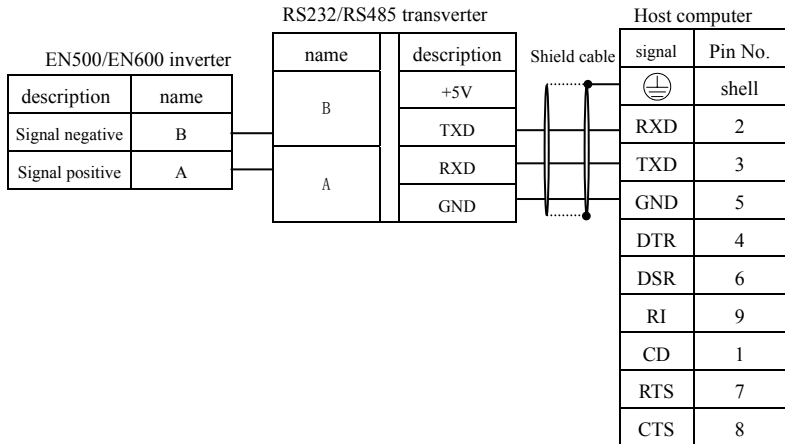 RS232/RS485 transverter
Host computer
EN500/EN600 inverter
name description
Shield cable
signal Pin No.
description name
+5V
shell
B
Signal negative B
TXD
RXD 2
Signal positive A
A
RXD
TXD 3
GND
GND 5
DTR 4
DSR 6
RI 9
CD 1
RTS 7
CTS 8